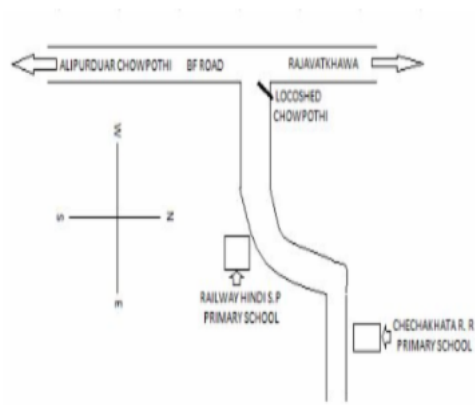 ALIPURDUAR CHOWPOTHI BF ROAD RAJAVATKHAWA
LOCOSHED
CHOWPOTHI
W
S N
E
RAILWAY HINDI S.P
PRIMARY SCHOOL
CHECHAKHATA R. R
PRIMARY SCHOOL